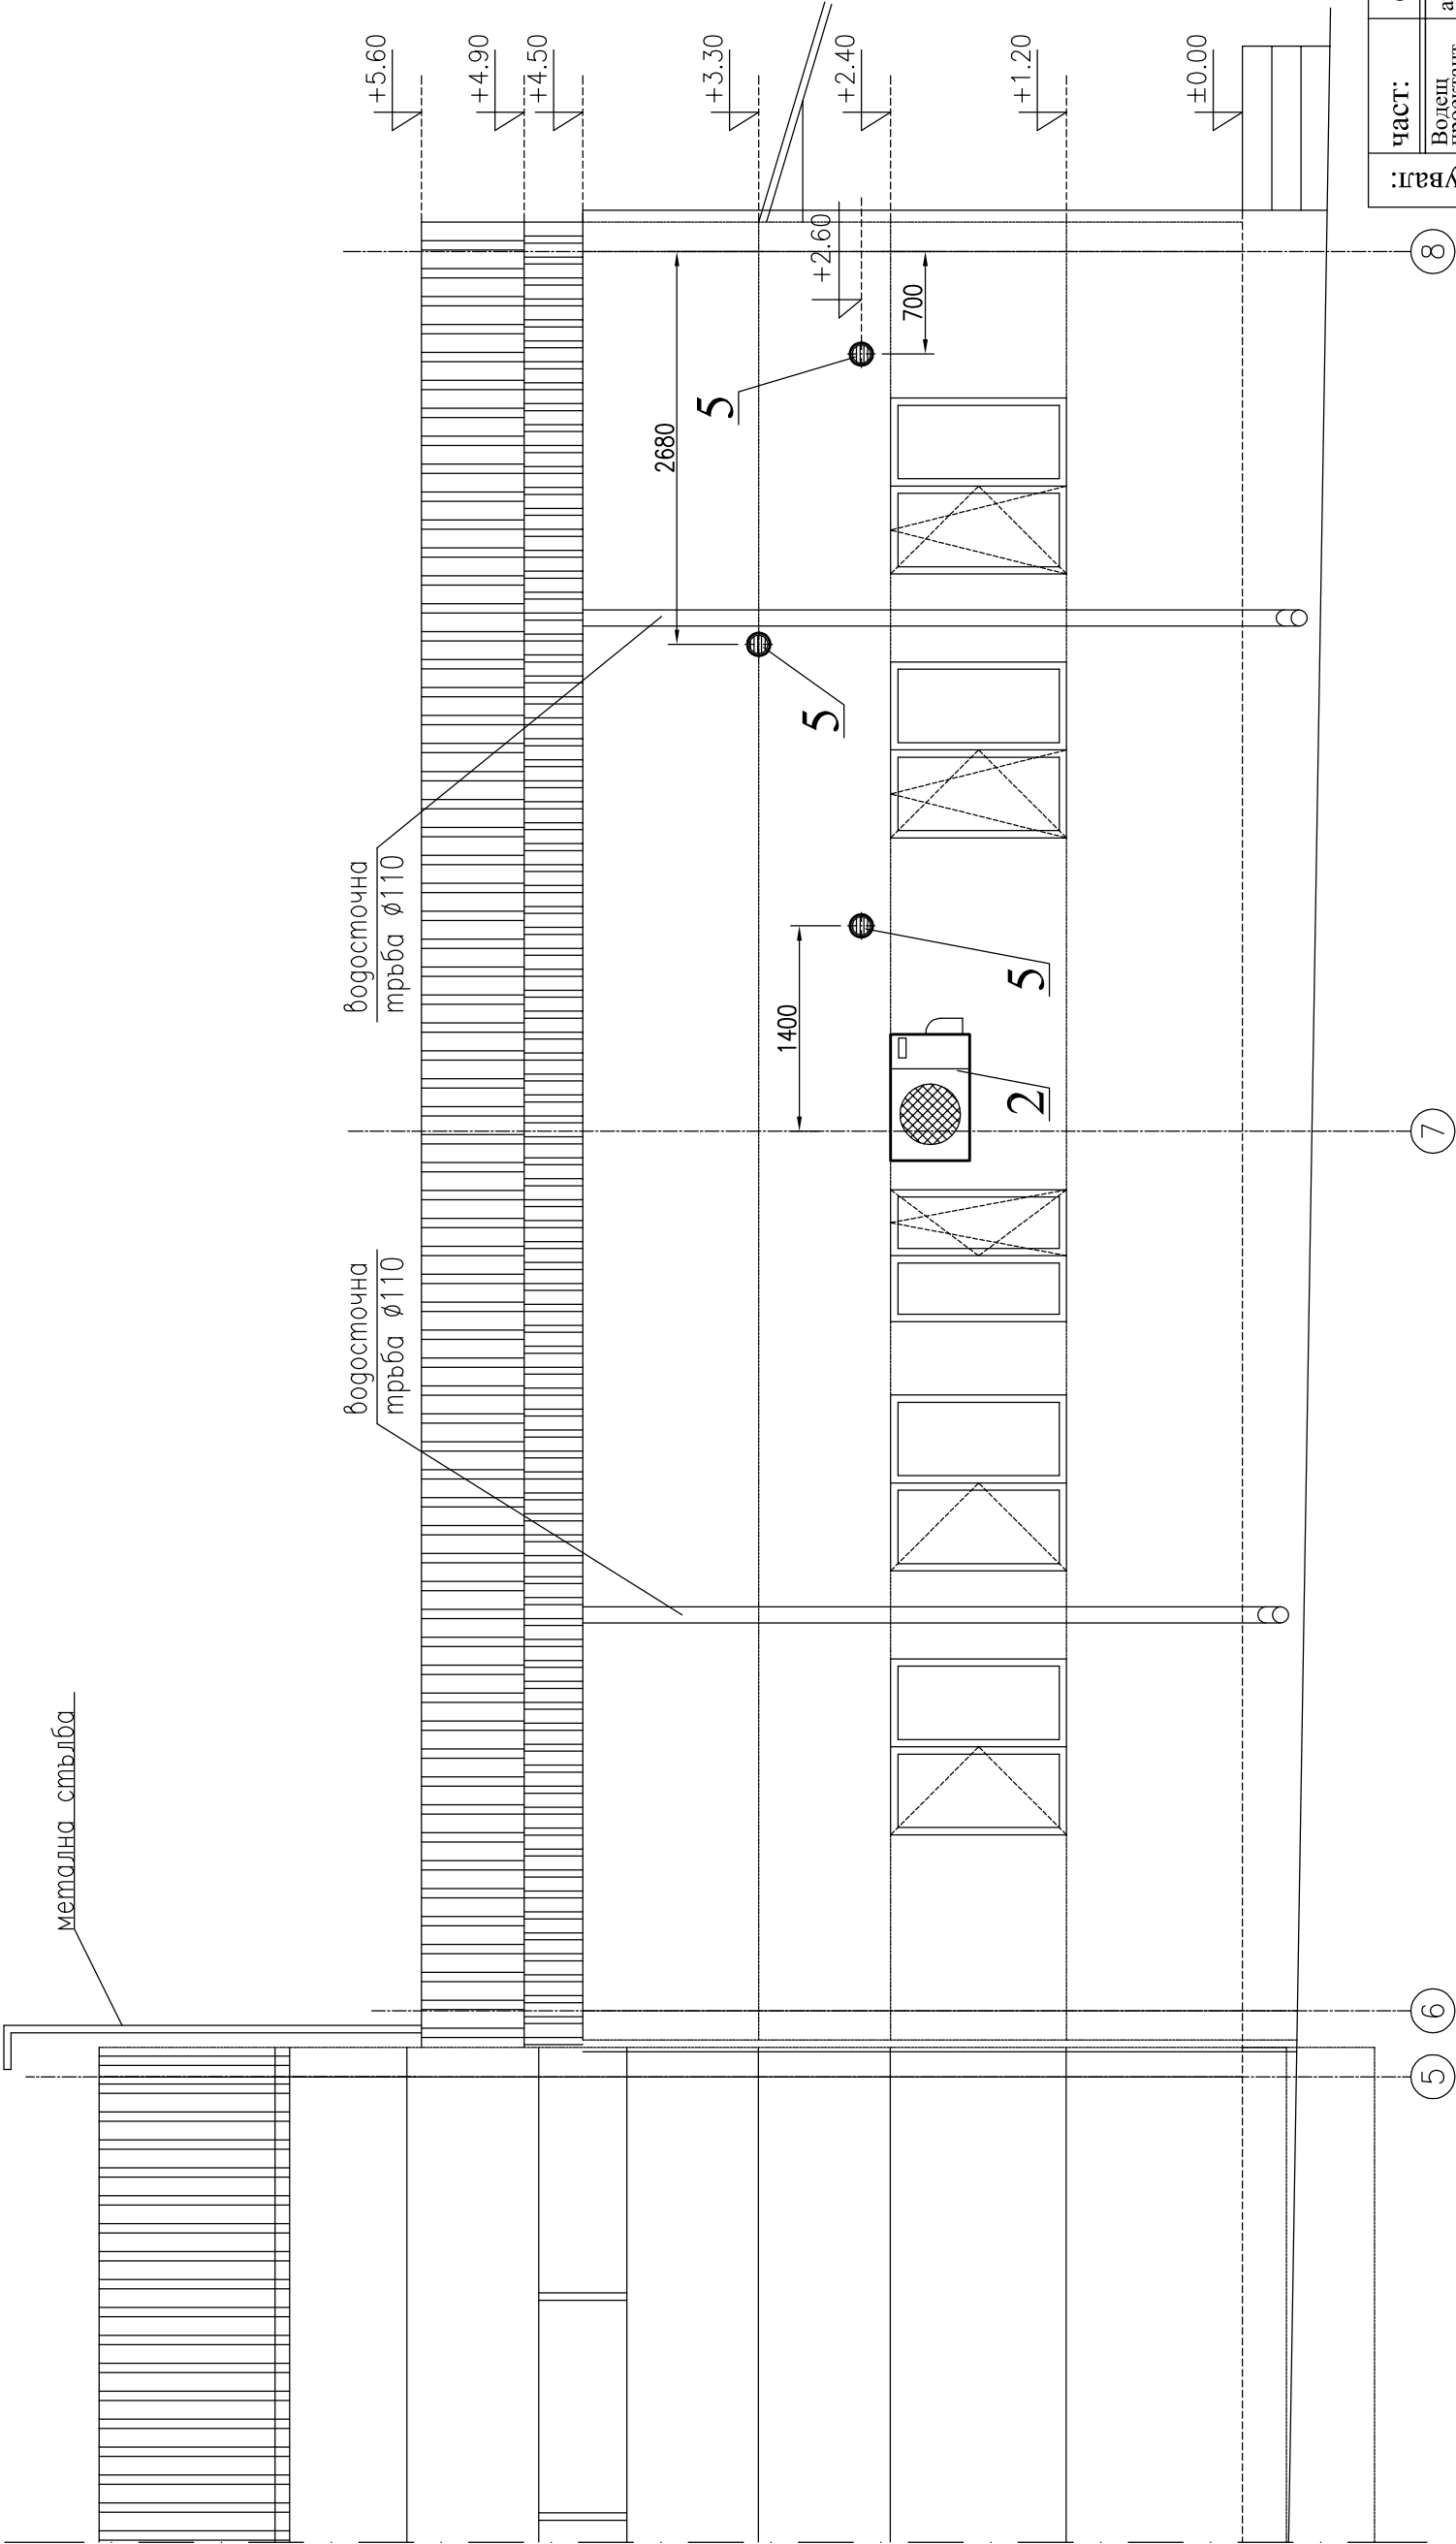 метална стълба
водосточна
тръба ø110
водосточна
тръба ø110
+5.60
+4.90
+4.50
+3.30
+2.40
+1.20
±0.00
+2.60
2680
700
1400
5
5
5
2
5
6
7
8
част:
Водещ